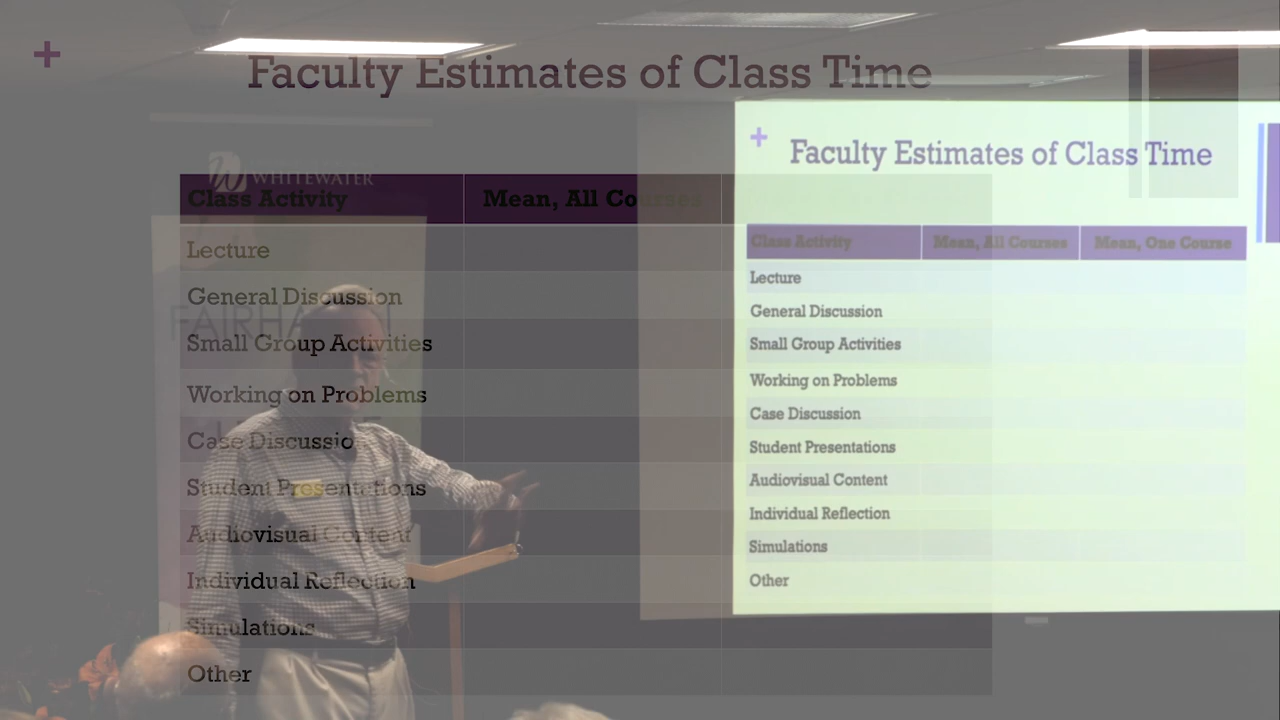 +
Faculty Estimates of Class Time
WHITEWATER
Class Activity Mean, All Courses
Lecture
General Discussion
Small Group Activities
Working on Problems
Case Discussio
Student Presentations
Audiovisual Content
Individual Reflection
Simulations
Other
+
Faculty Estimates of Class Time
Class Activity Mean, All Courses Mean, One Course
Lecture
General Discussion
Small Group Activities
Working on Problems
Case Discussion
Student Presentations
Audiovisual Content
Individual Reflection
Simulations
Other